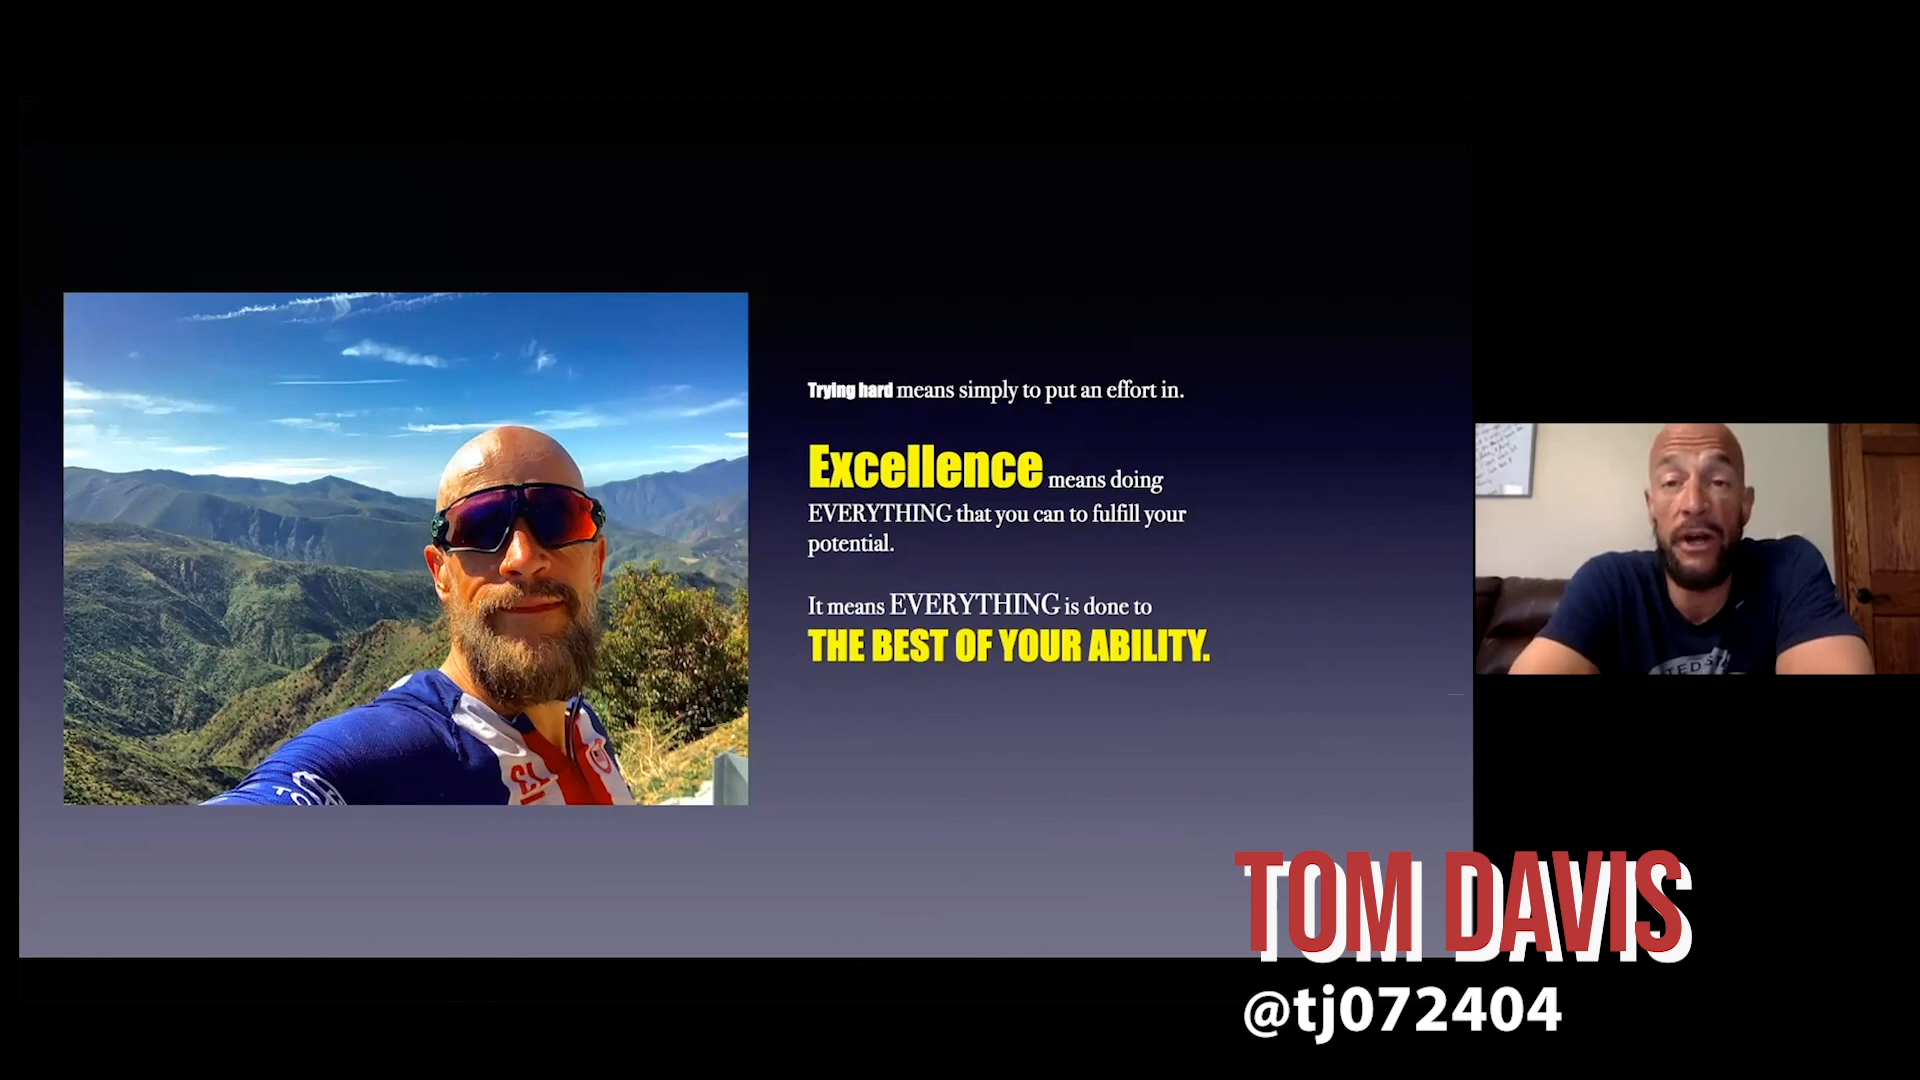 Trying hard means simply to put an effort in.
Excellence means doing
EVERYTHING that you can to fulfill your
potential.
It means EVERYTHING is done to
THE BEST OF YOUR ABILITY.
TOM DAVIS
@tj072404